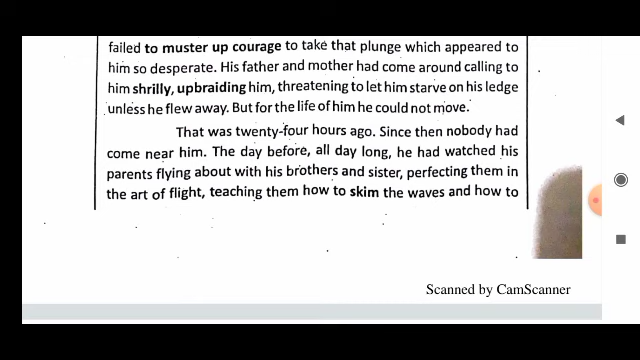 failed to muster up courage to take that plunge which appeared to
him so desperate. His father and mother had come around calling to
him shrilly, upbraiding him, threatening to let him starve on his ledge
unless he flew away. But for the life of him he could not move.
That was twenty-four hours ago. Since then nobody had
come near him. The day before, all day long, he had watched his
parents flying about with his brothers and sister, perfecting them in
the art of flight, teaching them how to skim the waves and how to
Scanned by CamScanner